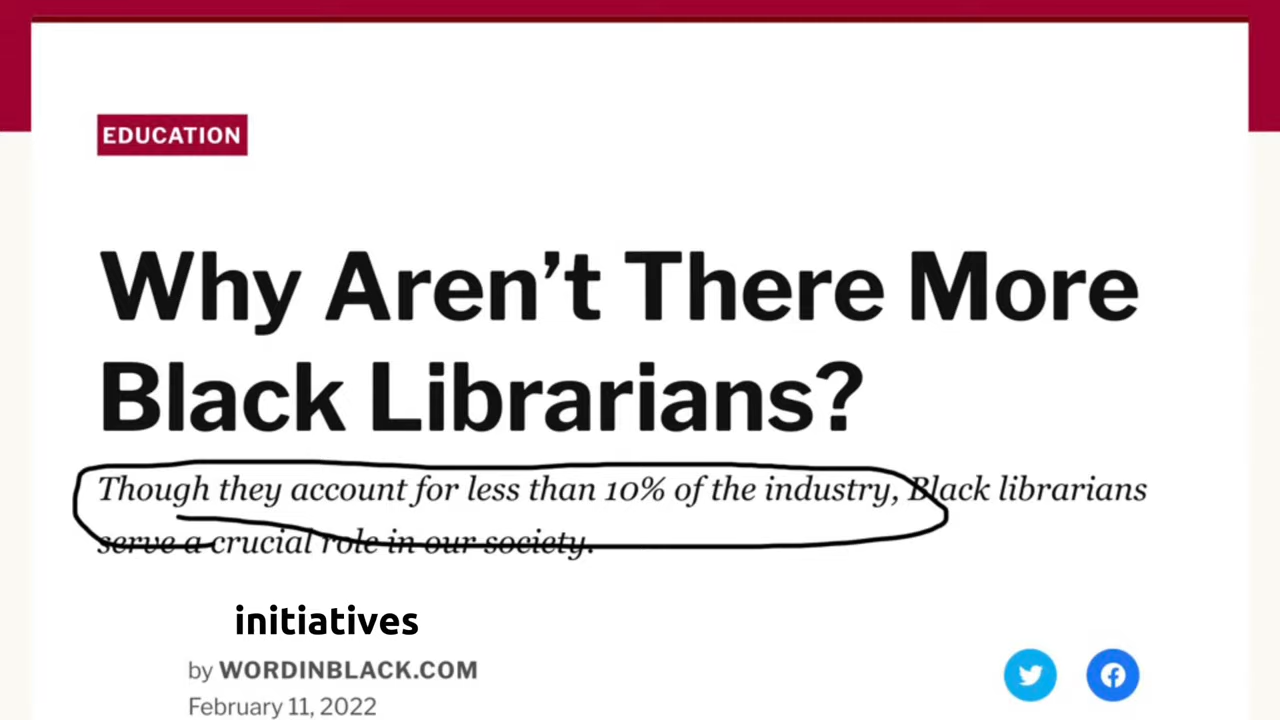 EDUCATION
Why Aren’t There More
Black Librarians?
Though they account for less than 10% of the industry, Black librarians
serve a crucial role in our society.
initiatives
by WORDINBLACK.COM
February 11, 2022